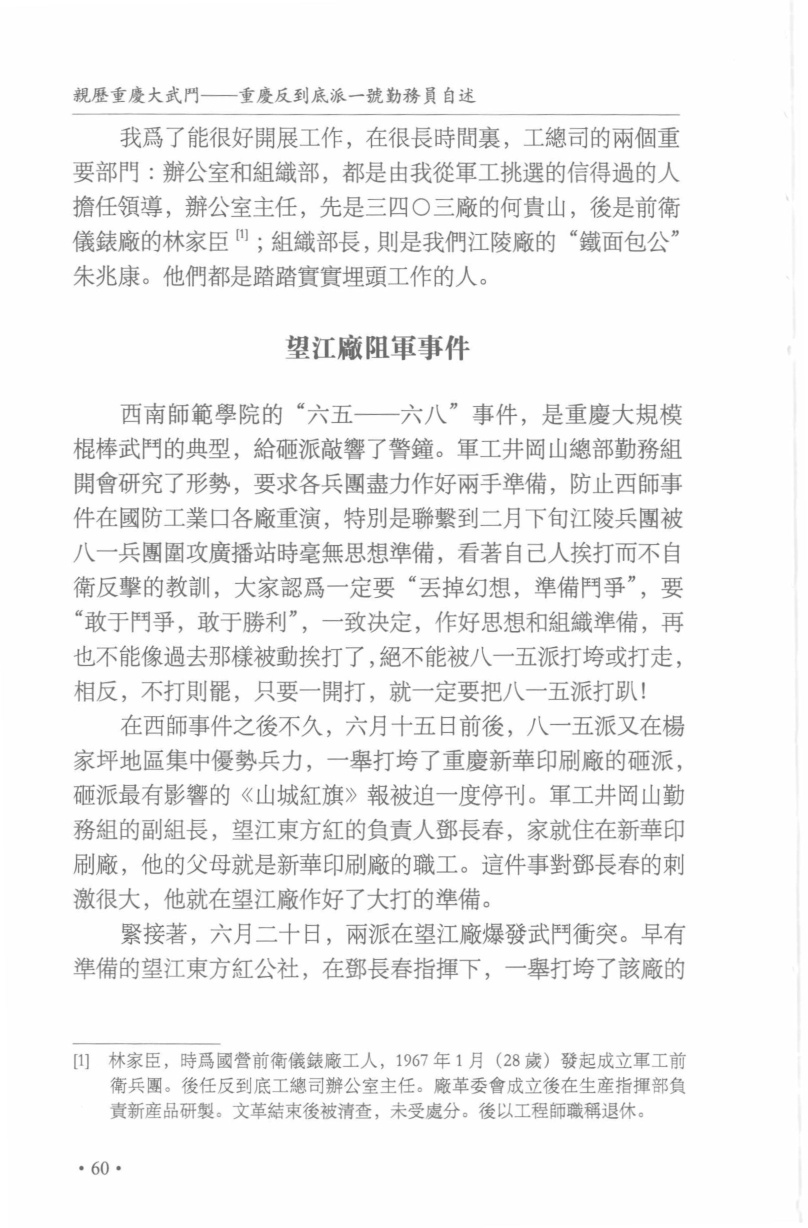 親歷重慶大武鬥——重慶反到底派一號勤務員自述
我爲了能很好開展工作，在很長時間裏，工總司的兩個重
要部門：辦公室和組織部，都是由我從軍工挑選的信得過的人
擔任領導，辦公室主任，先是三四〇三廠的何貴山，後是前衛
儀錶廠的林家臣[1]；組織部長，則是我們江陵廠的“鐵面包公”
朱兆康。他們都是踏踏實實埋頭工作的人。
望江廠阻軍事件
西南師範學院的“六五——六八”事件，是重慶大規模
棍棒武鬥的典型，給砸派敲響了警鐘。軍工井岡山總部勤務組
開會研究了形勢，要求各兵團盡力作好兩手準備，防止西師事
件在國防工業口各廠重演，特別是聯繫到二月下旬江陵兵團被
八一兵團圍攻廣播站時毫無思想準備，看著自己人挨打而不自
衛反擊的教訓，大家認爲一定要“丟掉幻想，準備鬥爭”，要
“敢于鬥爭，敢于勝利”，一致决定，作好思想和組織準備，再
也不能像過去那樣被動挨打了，絕不能被八一五派打垮或打走，
相反，不打則罷，只要一開打，就一定要把八一五派打趴！
在西師事件之後不久，六月十五日前後，八一五派又在楊
家坪地區集中優勢兵力，一舉打垮了重慶新華印刷廠的砸派，
砸派最有影響的《山城紅旗》報被迫一度停刊。軍工井岡山勤
務組的副組長，望江東方紅的負責人鄧長春，家就住在新華印
刷廠，他的父母就是新華印刷廠的職工。這件事對鄧長春的刺
激很大，他就在望江廠作好了大打的準備。
緊接著，六月二十日，兩派在望江廠爆發武鬥衝突。早有
準備的望江東方紅公社，在鄧長春指揮下，一舉打垮了該廠的
[1] 林家臣，時爲國營前衛儀錶廠工人，1967 年 1 月（28 歲）發起成立軍工前
衛兵團。後任反到底工總司辦公室主任。廠革委會成立後在生産指揮部負
責新産品研製。文革結束後被清查，未受處分。後以工程師職稱退休。
·60·